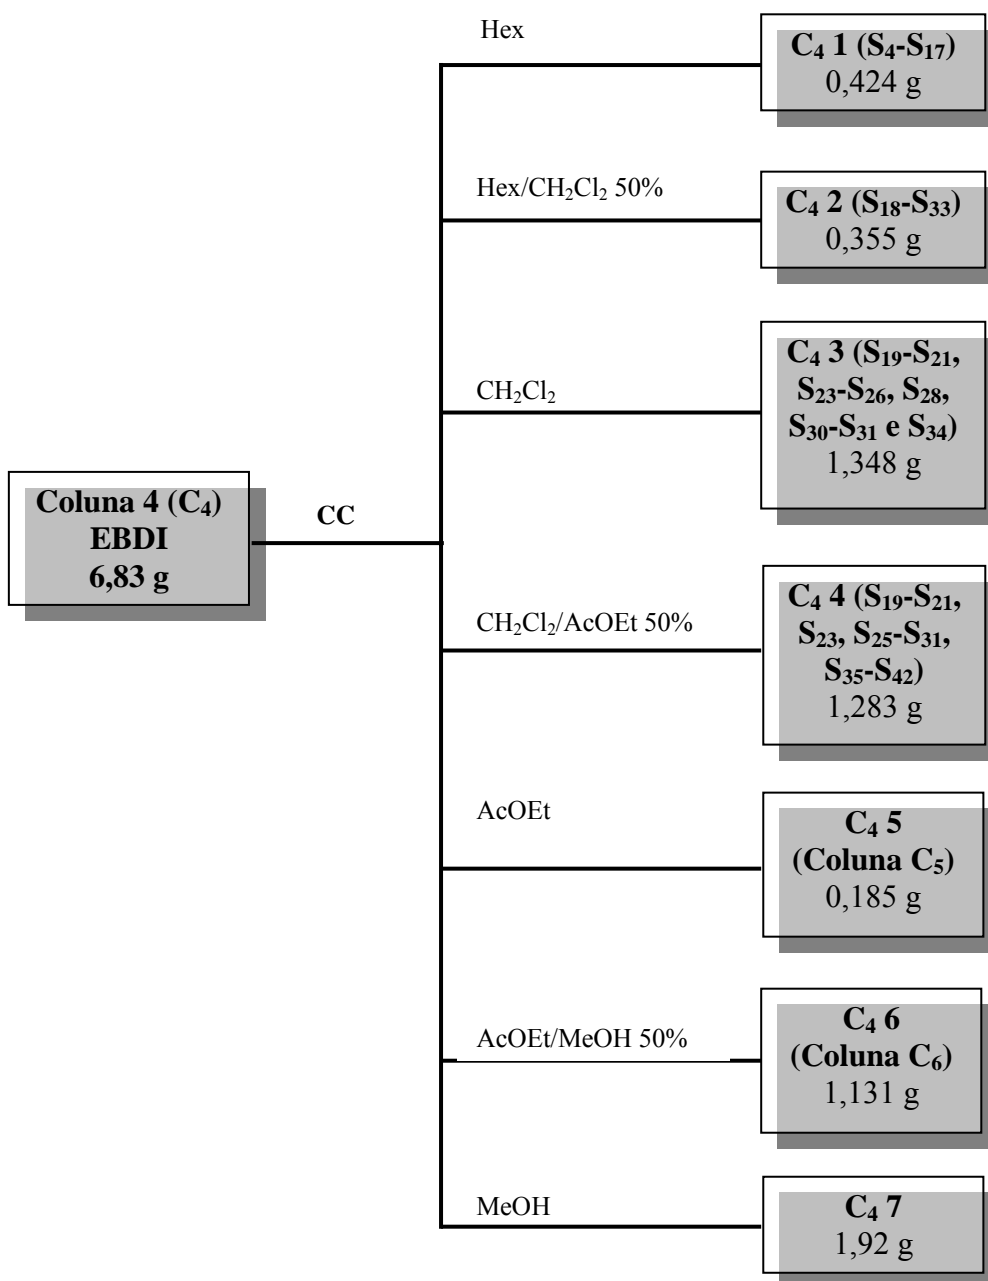 Hex
C₄ 1 (S₄-S₁₇)
0,424 g
Hex/CH₂Cl₂ 50%
C₄ 2 (S₁₈-S₃₃)
0,355 g
CH₂Cl₂
C₄ 3 (S₁₉-S₂₁,
S₂₃-S₂₆, S₂₈,
S₃₀-S₃₁ e S₃₄)
1,348 g
Coluna 4 (C₄)
EBDI
6,83 g
CC
CH₂Cl₂/AcOEt 50%
C₄ 4 (S₁₉-S₂₁,
S₂₃, S₂₅-S₃₁,
S₃₅-S₄₂)
1,283 g
AcOEt
C₄ 5
(Coluna C₅)
0,185 g
AcOEt/MeOH 50%
C₄ 6
(Coluna C₆)
1,131 g
MeOH
C₄ 7
1,92 g